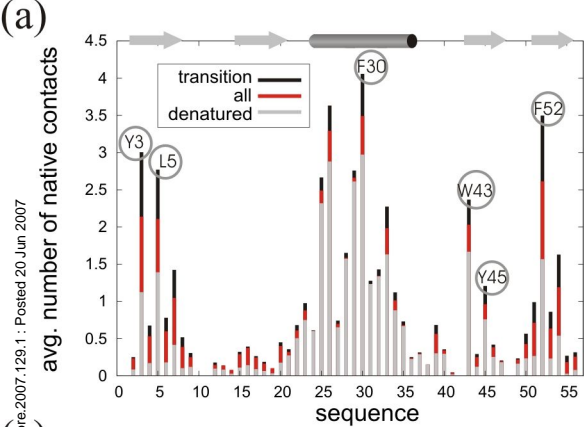 (a)
4.5
4
3.5
3
2.5
2
1.5
1
0.5
0
avg. number of native contacts
transition
all
denatured
Y3
L5
F30
W43
Y45
F52
0 5 10 15 20 25 30 35 40 45 50 55
sequence
re.2007.129.1 : Posted 20 Jun 2007